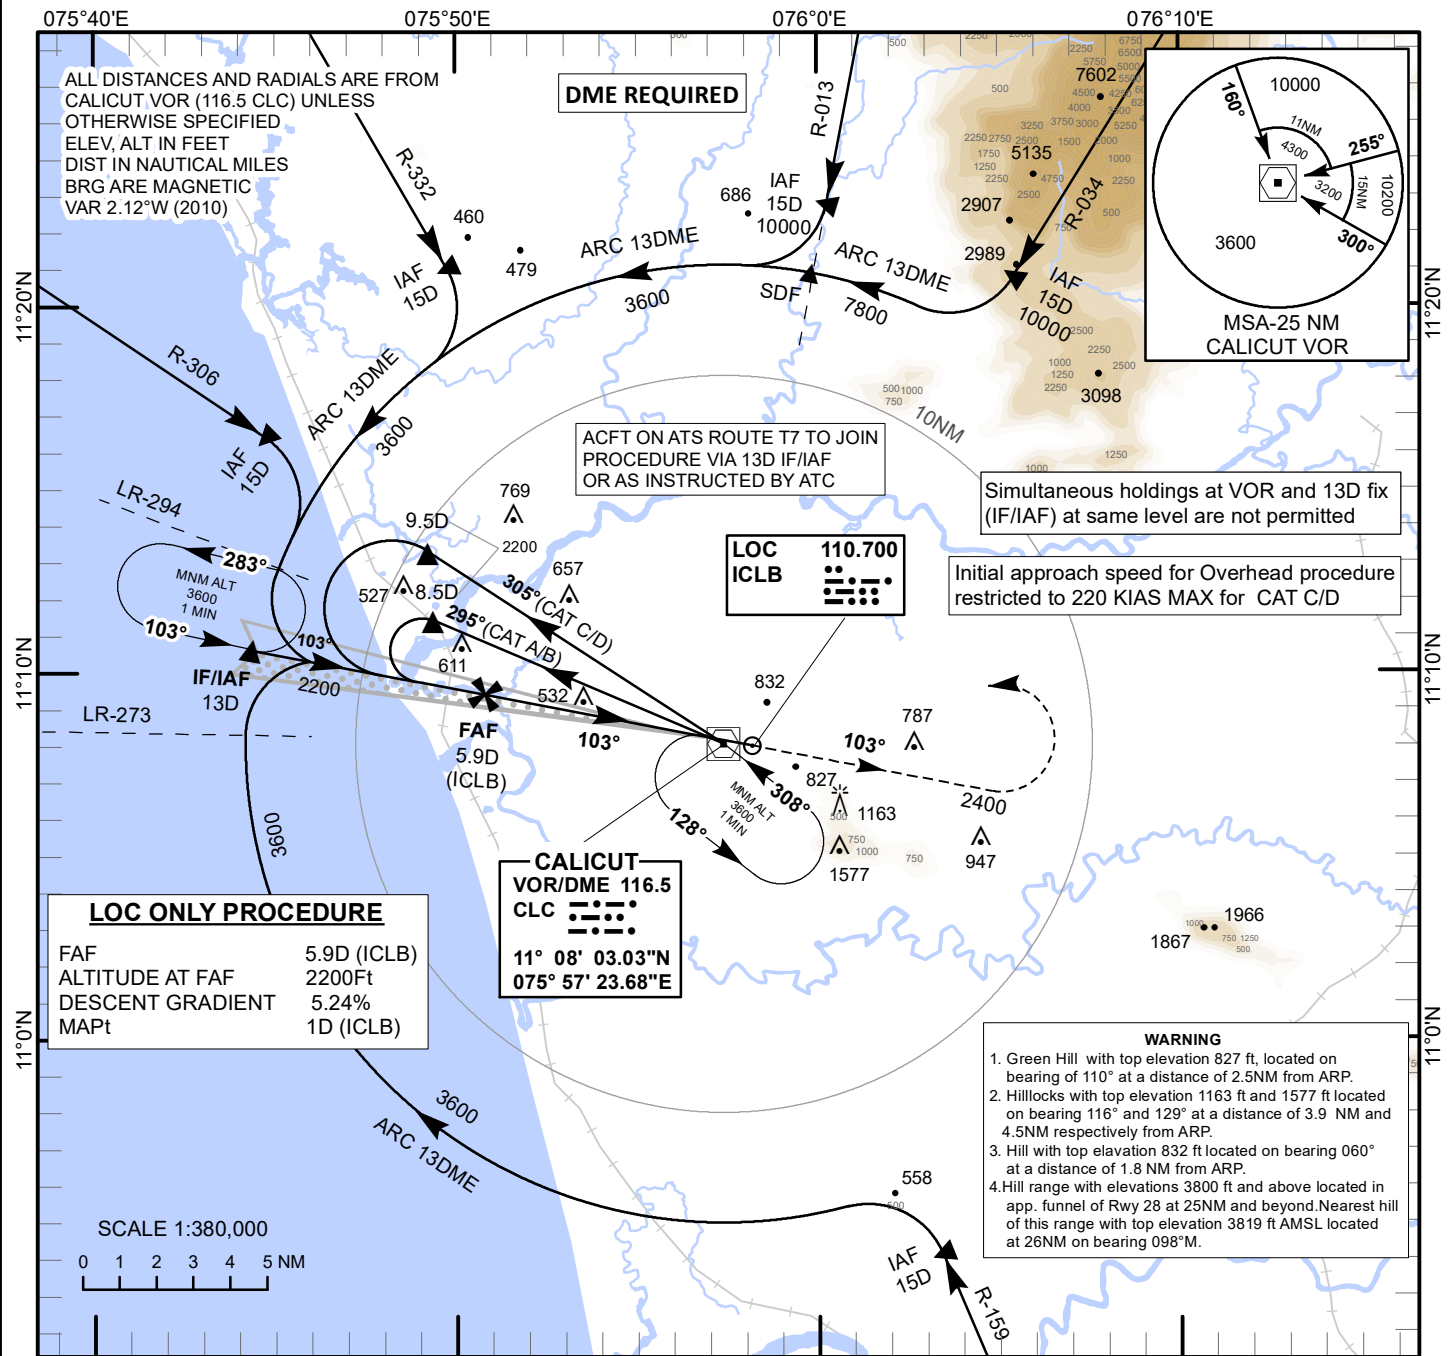 075°40'E
075°50'E
076°0'E
076°10'E
ALL DISTANCES AND RADIALS ARE FROM
CALICUT VOR (116.5 CLC) UNLESS
OTHERWISE SPECIFIED
ELEV, ALT IN FEET
DIST IN NAUTICAL MILES
BRG ARE MAGNETIC
VAR 2.12°W (2010)
DME REQUIRED
R-332
R-013
R-034
7602
5135
2907
2989
3098
686
460
479
IAF
15D
10000
IAF
15D
IAF
15D
10000
SDF
ARC 13DME
3600
ARC 13DME
7800
160°
10000
11NM
4300
255°
3200
15NM
10200
300°
3600
MSA-25 NM
CALICUT VOR
11°20'N
11°20'N
R-306
IAF
15D
ARC 13DME
3600
10NM
ACFT ON ATS ROUTE T7 TO JOIN
PROCEDURE VIA 13D IF/IAF
OR AS INSTRUCTED BY ATC
Simultaneous holdings at VOR and 13D fix
(IF/IAF) at same level are not permitted
Initial approach speed for Overhead procedure
restricted to 220 KIAS MAX for CAT C/D
LOC 110.700
ICLB
LR-294
283°
MNM ALT
3600
1 MIN
103°
103°
IF/IAF
13D
2200
LR-273
9.5D
769
2200
527
8.5D
657
305°(CAT C/D)
295°(CAT A/B)
611
532
FAF
5.9D
(ICLB)
103°
832
787
103°
827
2400
1163
1577
947
308°
MNM ALT
3600
1 MIN
128°
11°10'N
11°10'N
3600
CALICUT
VOR/DME 116.5
CLC
11° 08' 03.03"N
075° 57' 23.68"E
1966
1867
LOC ONLY PROCEDURE
FAF 5.9D (ICLB)
ALTITUDE AT FAF 2200Ft
DESCENT GRADIENT 5.24%
MAPt 1D (ICLB)
11°0'N
11°0'N
3600
ARC 13DME
558
500
IAF
15D
R-159
WARNING
1. Green Hill with top elevation 827 ft, located on
bearing of 110° at a distance of 2.5NM from ARP.
2. Hilllocks with top elevation 1163 ft and 1577 ft located
on bearing 116° and 129° at a distance of 3.9 NM and
4.5NM respectively from ARP.
3. Hill with top elavation 832 ft located on bearing 060°
at a distance of 1.8 NM from ARP.
4.Hill range with elevations 3800 ft and above located in
app. funnel of Rwy 28 at 25NM and beyond.Nearest hill
of this range with top elevation 3819 ft AMSL located
at 26NM on bearing 098°M.
SCALE 1:380,000
0 1 2 3 4 5 NM